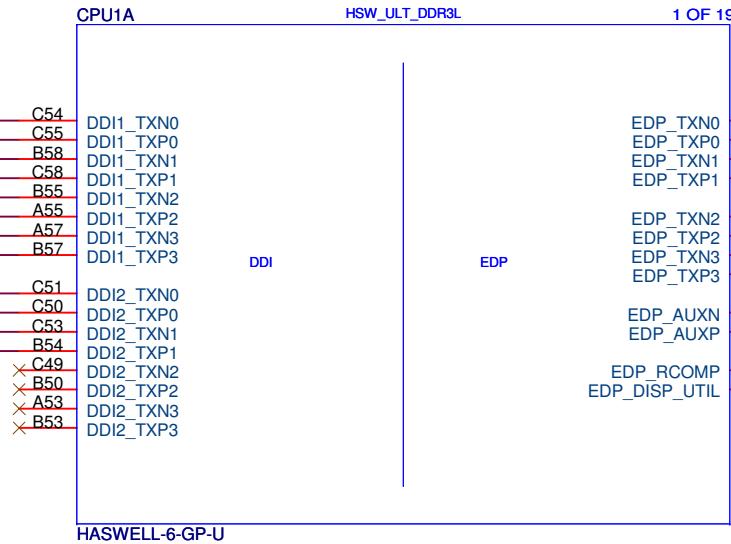 CPU1A HSW_ULT_DDR3L 1 OF 19
C54 DDI1_TXN0 EDP_TXN0
C55 DDI1_TXP0 EDP_TXP0
B58 DDI1_TXN1 EDP_TXN1
C58 DDI1_TXP1 EDP_TXP1
B55 DDI1_TXN2
A55 DDI1_TXP2 EDP_TXN2
A57 DDI1_TXN3 EDP_TXP2
B57 DDI1_TXP3 EDP_TXN3
DDI EDP
EDP_TXP3
C51 DDI2_TXN0
C50 DDI2_TXP0 EDP_AUXN
C53 DDI2_TXN1 EDP_AUXP
B54 DDI2_TXP1
C49 DDI2_TXN2 EDP_RCOMP
B50 DDI2_TXP2 EDP_DISP_UTIL
A53 DDI2_TXN3
B53 DDI2_TXP3
HASWELL-6-GP-U